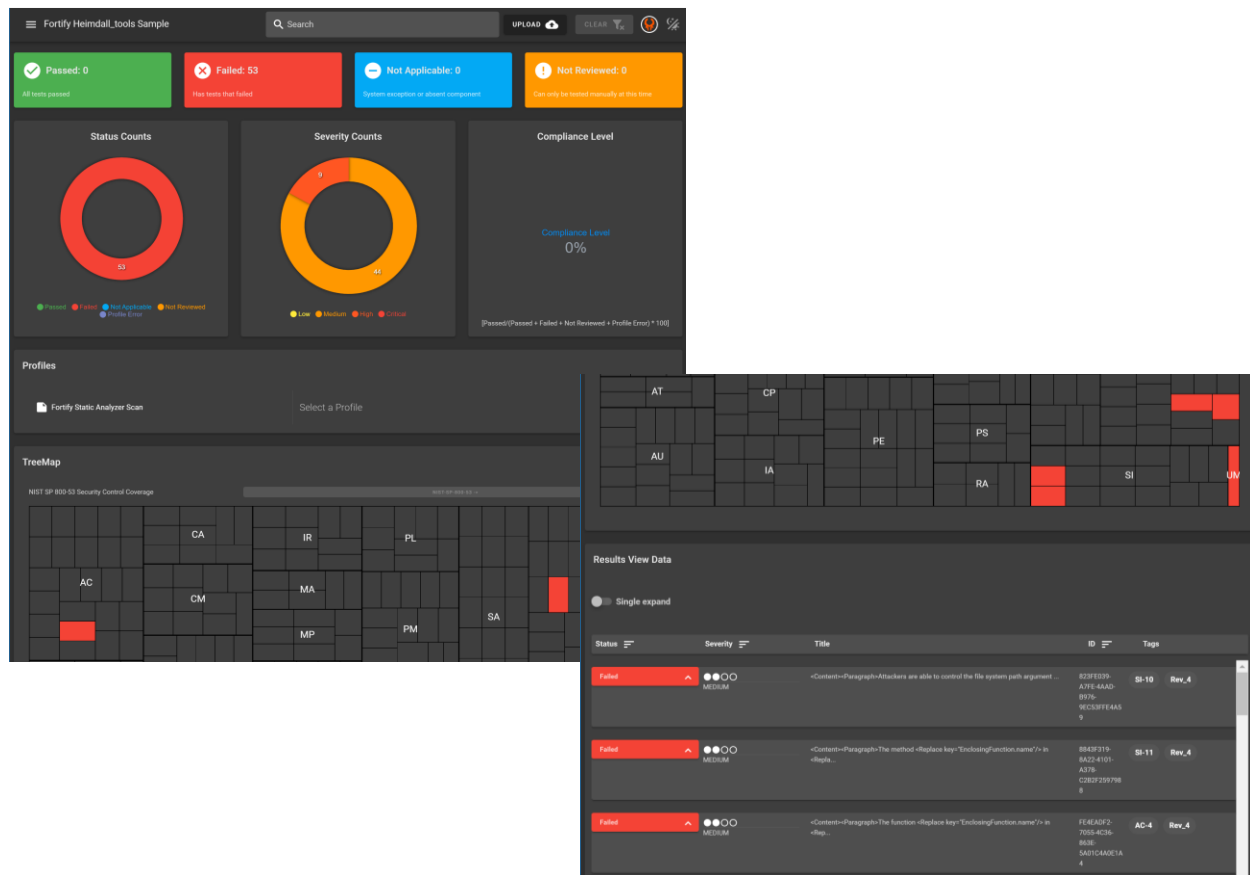 Fortify Heimdall_tools Sample
Search
UPLOAD
CLEAR
Passed: 0
All tests passed
Failed: 53
Has tests that failed
Not Applicable: 0
System exception or absent component
Not Reviewed: 0
Can only be tested manually at this time
Status Counts
53
Passed Failed Not Applicable Not Reviewed
Profile Error
Severity Counts
9
44
Low Medium High Critical
Compliance Level
Compliance Level
0%
[Passed/(Passed + Failed + Not Reviewed + Profile Error) * 100]
Profiles
Fortify Static Analyzer Scan
Select a Profile
TreeMap
NIST SP 800-53 Security Control Coverage
NIST SP 800-53
AC
CA
CM
IR
MA
MP
PL
PM
SA
AT
AU
CP
IA
PE
PS
RA
SI
UM
Results View Data
Single expand
Status Severity Title ID Tags
Failed
MEDIUM
<Content><Paragraph>Attackers are able to control the file system path argument ...
823FE039-
A7FE-4AAD-
B976-
9EC53FFE4A5
9
SI-10 Rev_4
Failed
MEDIUM
<Content><Paragraph>The method <Replace key="EnclosingFunction.name"/> in
<Repla...
8843F319-
8A22-4101-
A378-
C2B2F259798
8
SI-11 Rev_4
Failed
MEDIUM
<Content><Paragraph>The function <Replace key="EnclosingFunction.name"/> in
<Rep...
FE4EADF2-
7055-4C36-
863E-
5A01C4A0E1A
4
AC-4 Rev_4